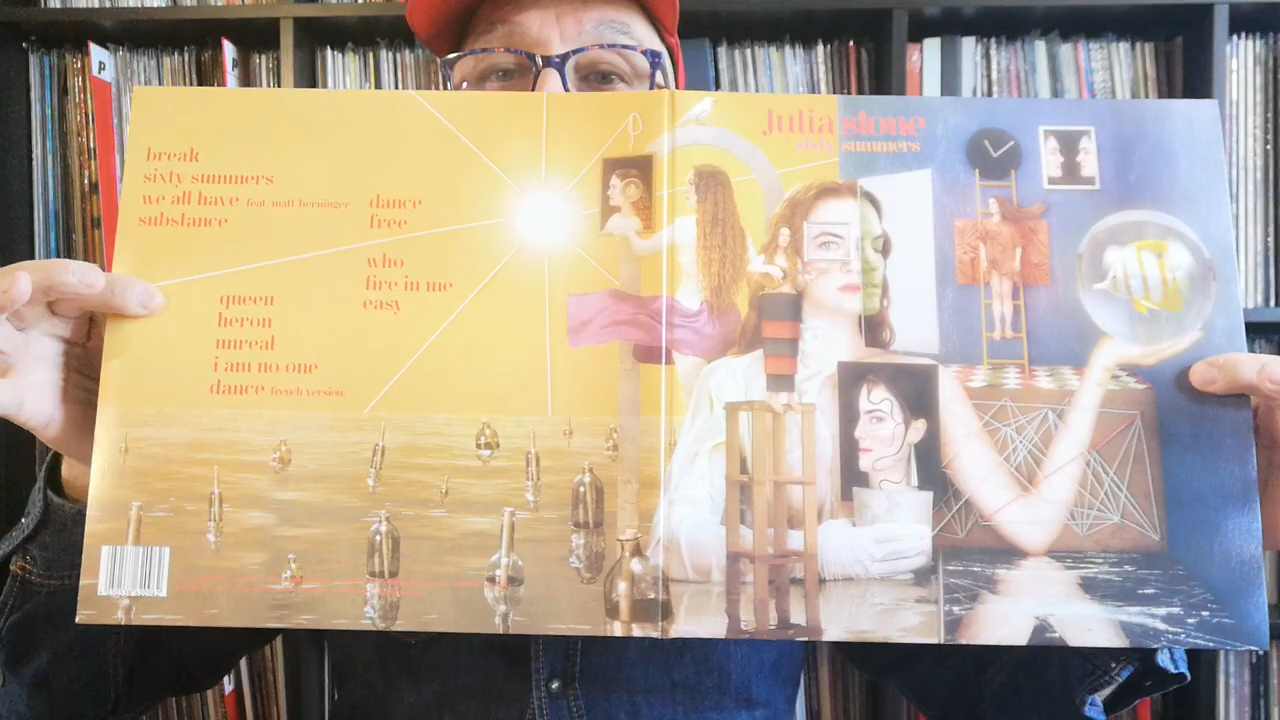 break
sixty summers
we all have feat. matt berninger
substance
dance
free
who
fire in me
easy
queen
heron
unreal
i am no one
dance french version
julia stone
sixty summers
P
P